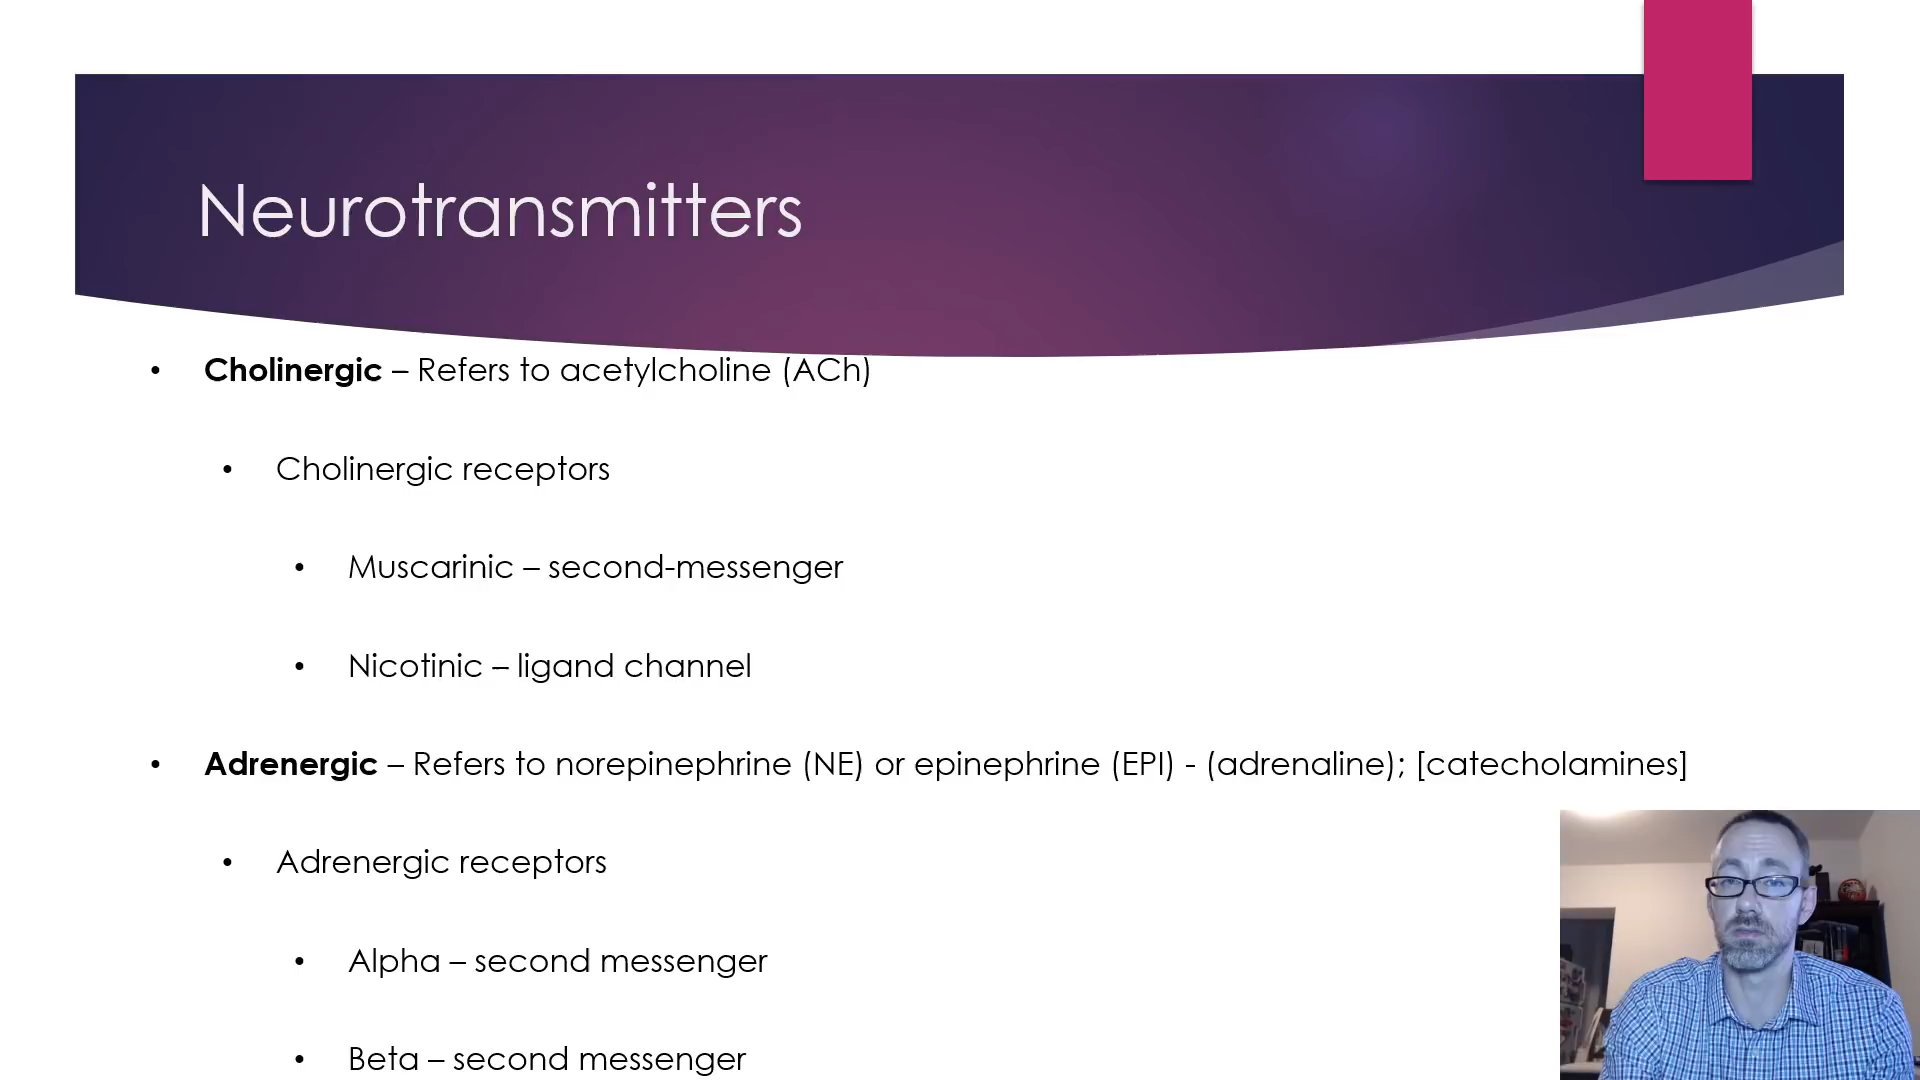 Neurotransmitters
• Cholinergic – Refers to acetylcholine (ACh)
• Cholinergic receptors
• Muscarinic – second-messenger
• Nicotinic – ligand channel
• Adrenergic – Refers to norepinephrine (NE) or epinephrine (EPI) - (adrenaline); [catecholamines]
• Adrenergic receptors
• Alpha – second messenger
• Beta – second messenger